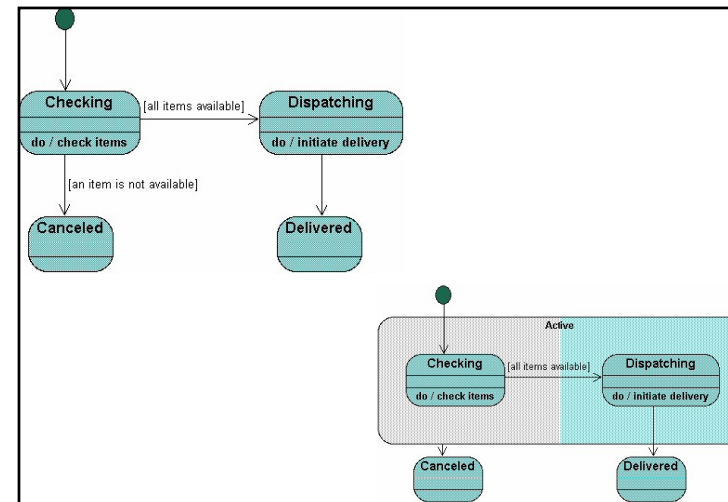 Checking
[all items available]
Dispatching
do / check items
do / initiate delivery
[an item is not available]
Canceled
Delivered
Active
Checking
[all items available]
Dispatching
do / check items
do / initiate delivery
Canceled
Delivered